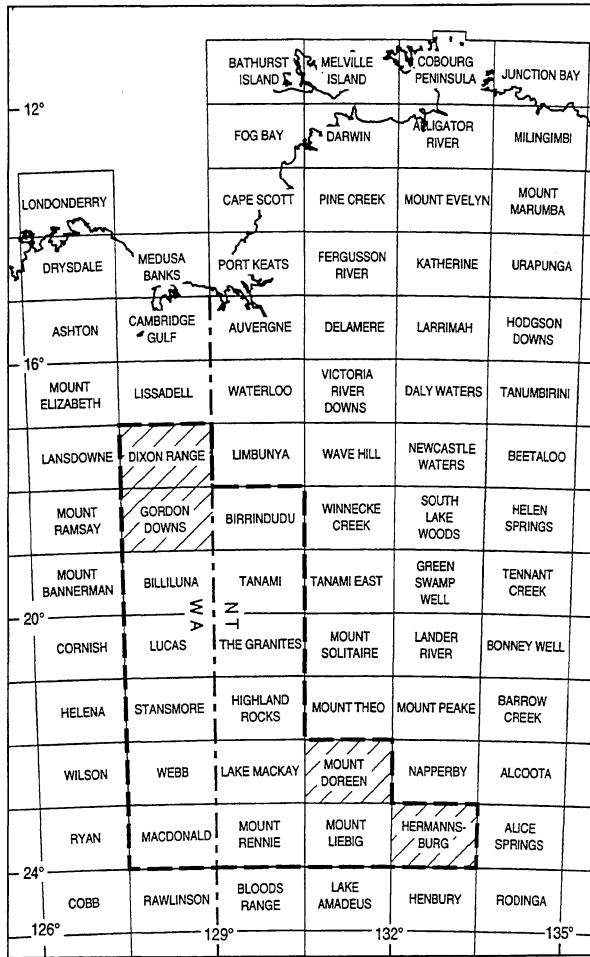 BATHURST
ISLAND
MELVILLE
ISLAND
COBOURG
PENINSULA
JUNCTION BAY
12°
FOG BAY
DARWIN
ALLIGATOR
RIVER
MILINGIMBI
LONDONDERRY
CAPE SCOTT
PINE CREEK
MOUNT EVELYN
MOUNT
MARUMBA
DRYSDALE
MEDUSA
BANKS
PORT KEATS
FERGUSSON
RIVER
KATHERINE
URAPUNGA
ASHTON
CAMBRIDGE
GULF
AUVERGNE
DELAMERE
LARRIMAH
HODGSON
DOWNS
16°
MOUNT
ELIZABETH
LISSADELL
WATERLOO
VICTORIA
RIVER
DOWNS
DALY WATERS
TANUMBIRINI
LANSDOWNE
DIXON RANGE
LIMBUNYA
WAVE HILL
NEWCASTLE
WATERS
BEETALOO
MOUNT
RAMSAY
GORDON
DOWNS
BIRRINDUDU
WINNECKE
CREEK
SOUTH
LAKE
WOODS
HELEN
SPRINGS
MOUNT
BANNERMAN
BILLILUNA
TANAMI
TANAMI EAST
GREEN
SWAMP
WELL
TENNANT
CREEK
20°
WA
NT
CORNISH
LUCAS
THE GRANITES
MOUNT
SOLITAIRE
LANDER
RIVER
BONNEY WELL
HELENA
STANSMORE
HIGHLAND
ROCKS
MOUNT THEO
MOUNT PEAKE
BARROW
CREEK
WILSON
WEBB
LAKE MACKAY
MOUNT
DOREEN
NAPPERBY
ALCOOTA
RYAN
MACDONALD
MOUNT
RENNIE
MOUNT
LIEBIG
HERMANNS-
BURG
ALICE
SPRINGS
24°
COBB
RAWLINSON
BLOODS
RANGE
LAKE
AMADEUS
HENBURY
RODINGA
126°
129°
132°
135°